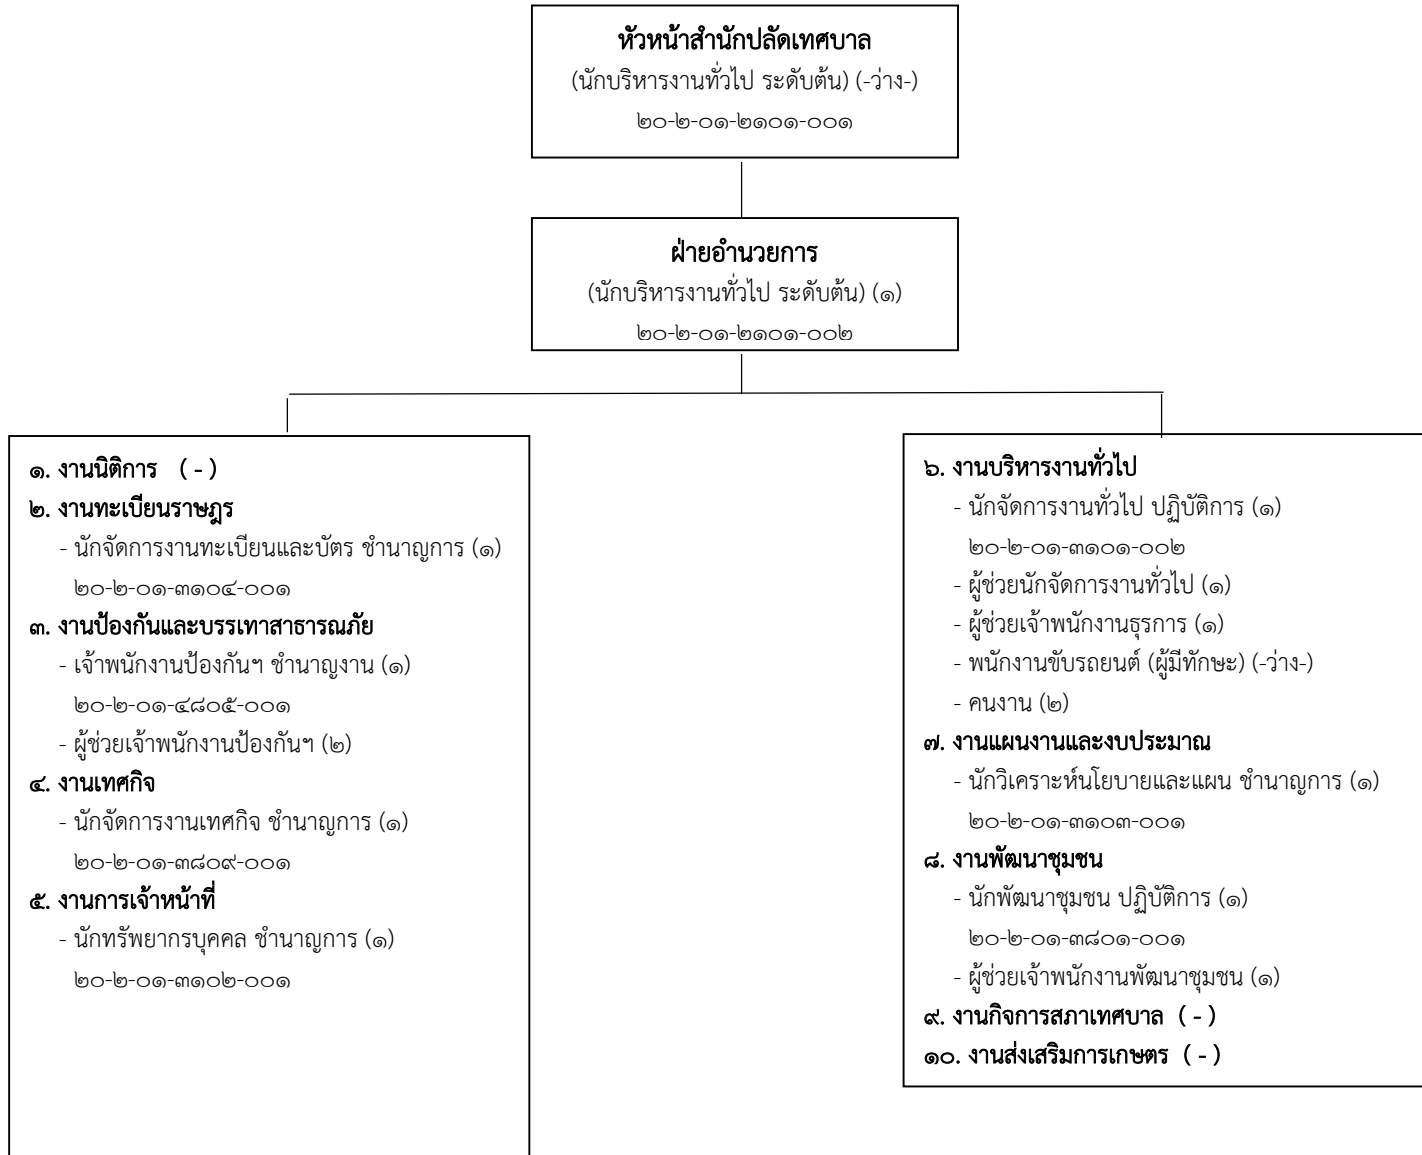 หัวหน้าสำนักปลัดเทศบาล
(นักบริหารงานทั่วไป ระดับต้น) (-ว่าง-)
๒๐-๒-๐๑-๒๑๐๑-๐๐๑
ฝ่ายอำนวยการ
(นักบริหารงานทั่วไป ระดับต้น) (๑)
๒๐-๒-๐๑-๒๑๐๑-๐๐๒
๑. งานนิติการ (-)
๒. งานทะเบียนราษฎร
- นักจัดการงานทะเบียนและบัตร ชำนาญการ (๑)
๒๐-๒-๐๑-๓๑๐๔-๐๐๑
๓. งานป้องกันและบรรเทาสาธารณภัย
- เจ้าพนักงานป้องกันฯ ชำนาญงาน (๑)
๒๐-๒-๐๑-๔๘๐๕-๐๐๑
- ผู้ช่วยเจ้าพนักงานป้องกันฯ (๒)
๔. งานเทศกิจ
- นักจัดการงานเทศกิจ ชำนาญการ (๑)
๒๐-๒-๐๑-๓๘๐๙-๐๐๑
๕. งานการเจ้าหน้าที่
- นักทรัพยากรบุคคล ชำนาญการ (๑)
๒๐-๒-๐๑-๓๑๐๒-๐๐๑
๖. งานบริหารงานทั่วไป
- นักจัดการงานทั่วไป ปฏิบัติการ (๑)
๒๐-๒-๐๑-๓๑๐๑-๐๐๒
- ผู้ช่วยนักจัดการงานทั่วไป (๑)
- ผู้ช่วยเจ้าพนักงานธุรการ (๑)
- พนักงานขับรถยนต์ (ผู้มีทักษะ) (-ว่าง-)
- คนงาน (๒)
๗. งานแผนงานและงบประมาณ
- นักวิเคราะห์นโยบายและแผน ชำนาญการ (๑)
๒๐-๒-๐๑-๓๑๐๓-๐๐๑
๘. งานพัฒนาชุมชน
- นักพัฒนาชุมชน ปฏิบัติการ (๑)
๒๐-๒-๐๑-๓๘๐๑-๐๐๑
- ผู้ช่วยเจ้าพนักงานพัฒนาชุมชน (๑)
๙. งานกิจการสภาเทศบาล (-)
๑๐. งานส่งเสริมการเกษตร (-)